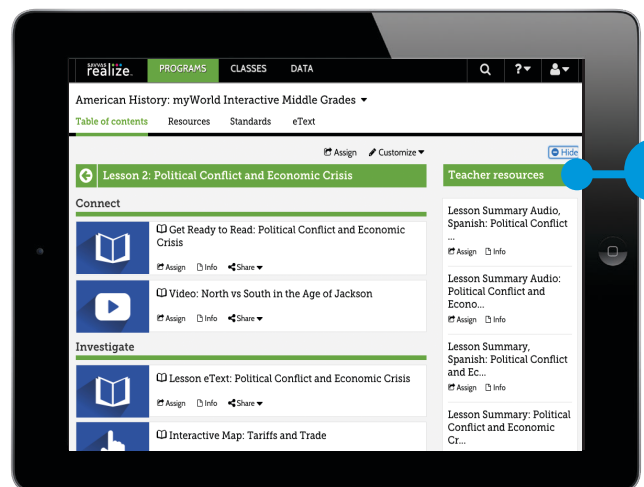 SAVVAS
realize.
PROGRAMS CLASSES DATA ?
American History: myWorld Interactive Middle Grades
Table of contents Resources Standards eText
Assign Customize Hide
Lesson 2: Political Conflict and Economic Crisis
Connect
Get Ready to Read: Political Conflict and Economic
Crisis
Assign Info Share
Video: North vs South in the Age of Jackson
Assign Info Share
Investigate
Lesson eText: Political Conflict and Economic Crisis
Assign Info Share
Interactive Map: Tariffs and Trade
Teacher resources
Lesson Summary Audio,
Spanish: Political Conflict
...
Assign Info
Lesson Summary Audio:
Political Conflict and
Econo...
Assign Info
Lesson Summary,
Spanish: Political Conflict
and Ec...
Assign Info
Lesson Summary: Political
Conflict and Economic
Cr...